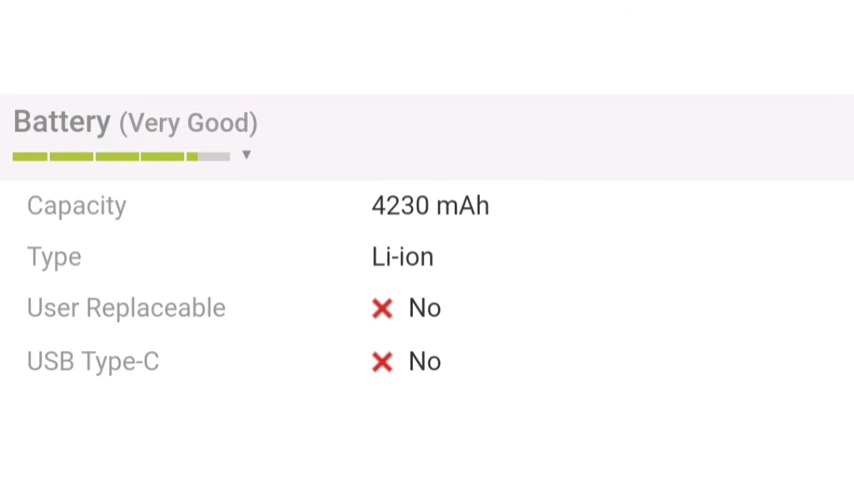 Battery (Very Good)
▼
Capacity 4230 mAh
Type Li-ion
User Replaceable ✕ No
USB Type-C ✕ No